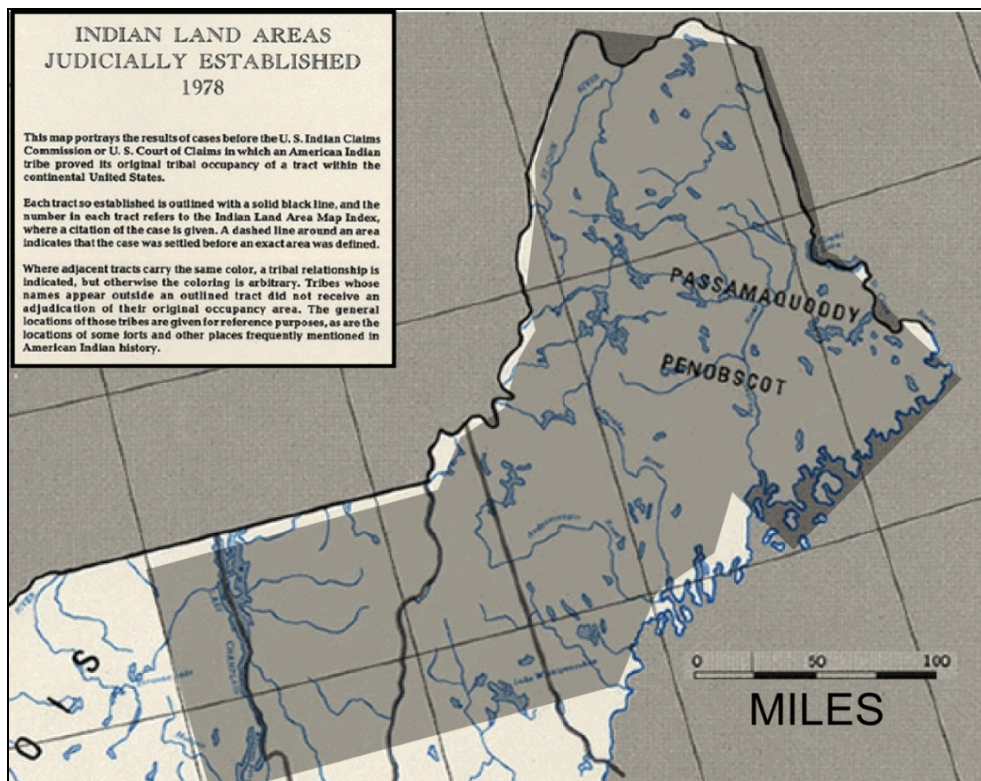 INDIAN LAND AREAS
JUDICIALLY ESTABLISHED
1978
This map portrays the results of cases before the U. S. Indian Claims
Commission or U. S. Court of Claims in which an American Indian
tribe proved its original tribal occupancy of a tract within the
continental United States.
Each tract so established is outlined with a solid black line, and the
number in each tract refers to the Indian Land Area Map Index,
where a citation of the case is given. A dashed line around an area
indicates that the case was settled before an exact area was defined.
Where adjacent tracts carry the same color, a tribal relationship is
indicated, but otherwise the coloring is arbitrary. Tribes whose
names appear outside an outlined tract did not receive an
adjudication of their original occupancy area. The general
locations of those tribes are given for reference purposes, as are the
locations of some forts and other places frequently mentioned in
American Indian history.
RIVER
PASSAMAQUODDY
PENOBSCOT
RIVER
CHAMPLAIN
S
Lake Winnipesaukee
O
0 50 100
MILES